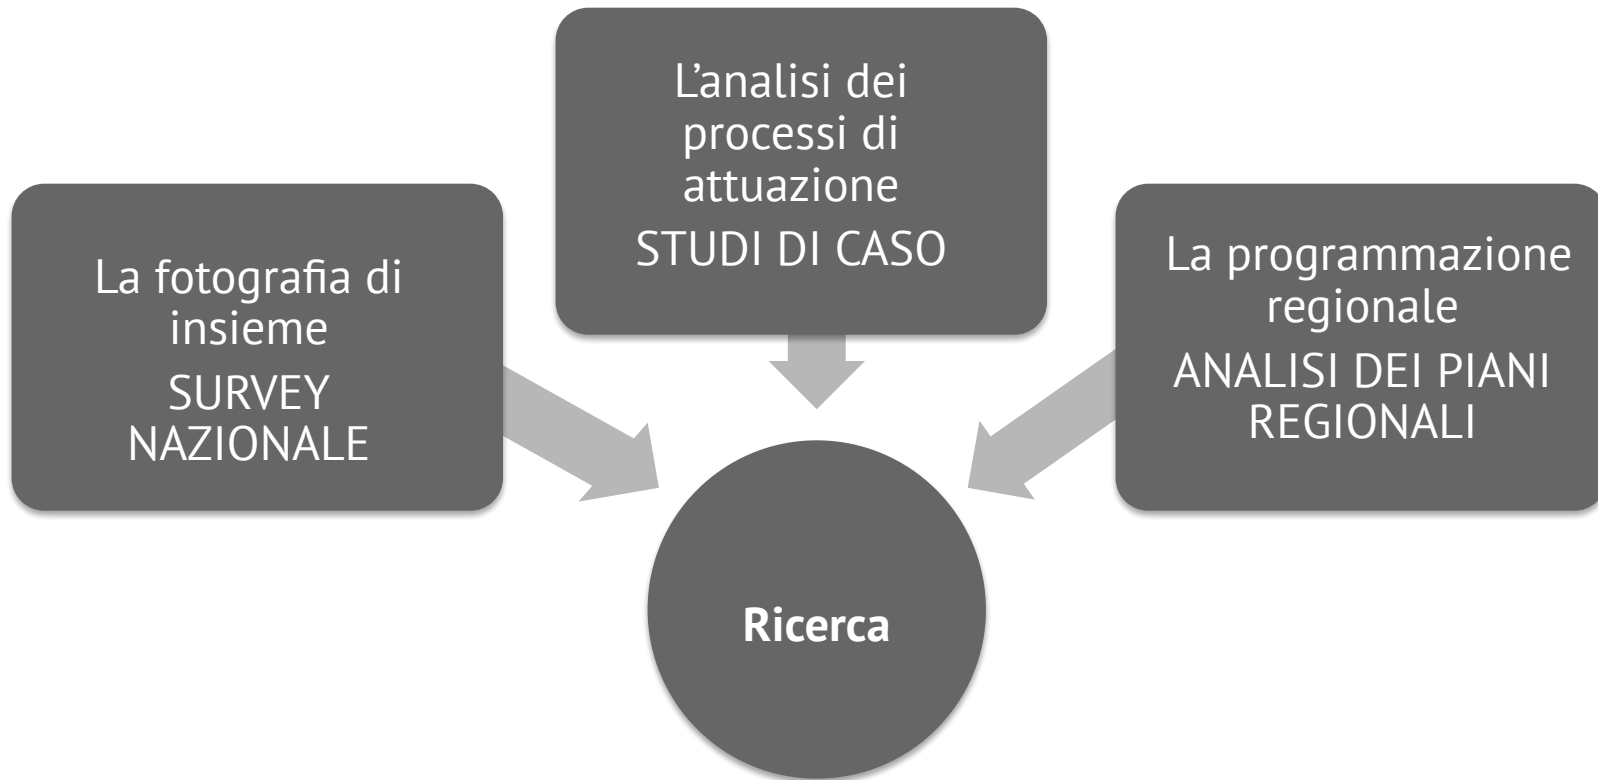 La fotografia di
insieme
SURVEY
NAZIONALE
L’analisi dei
processi di
attuazione
STUDI DI CASO
La programmazione
regionale
ANALISI DEI PIANI
REGIONALI
Ricerca